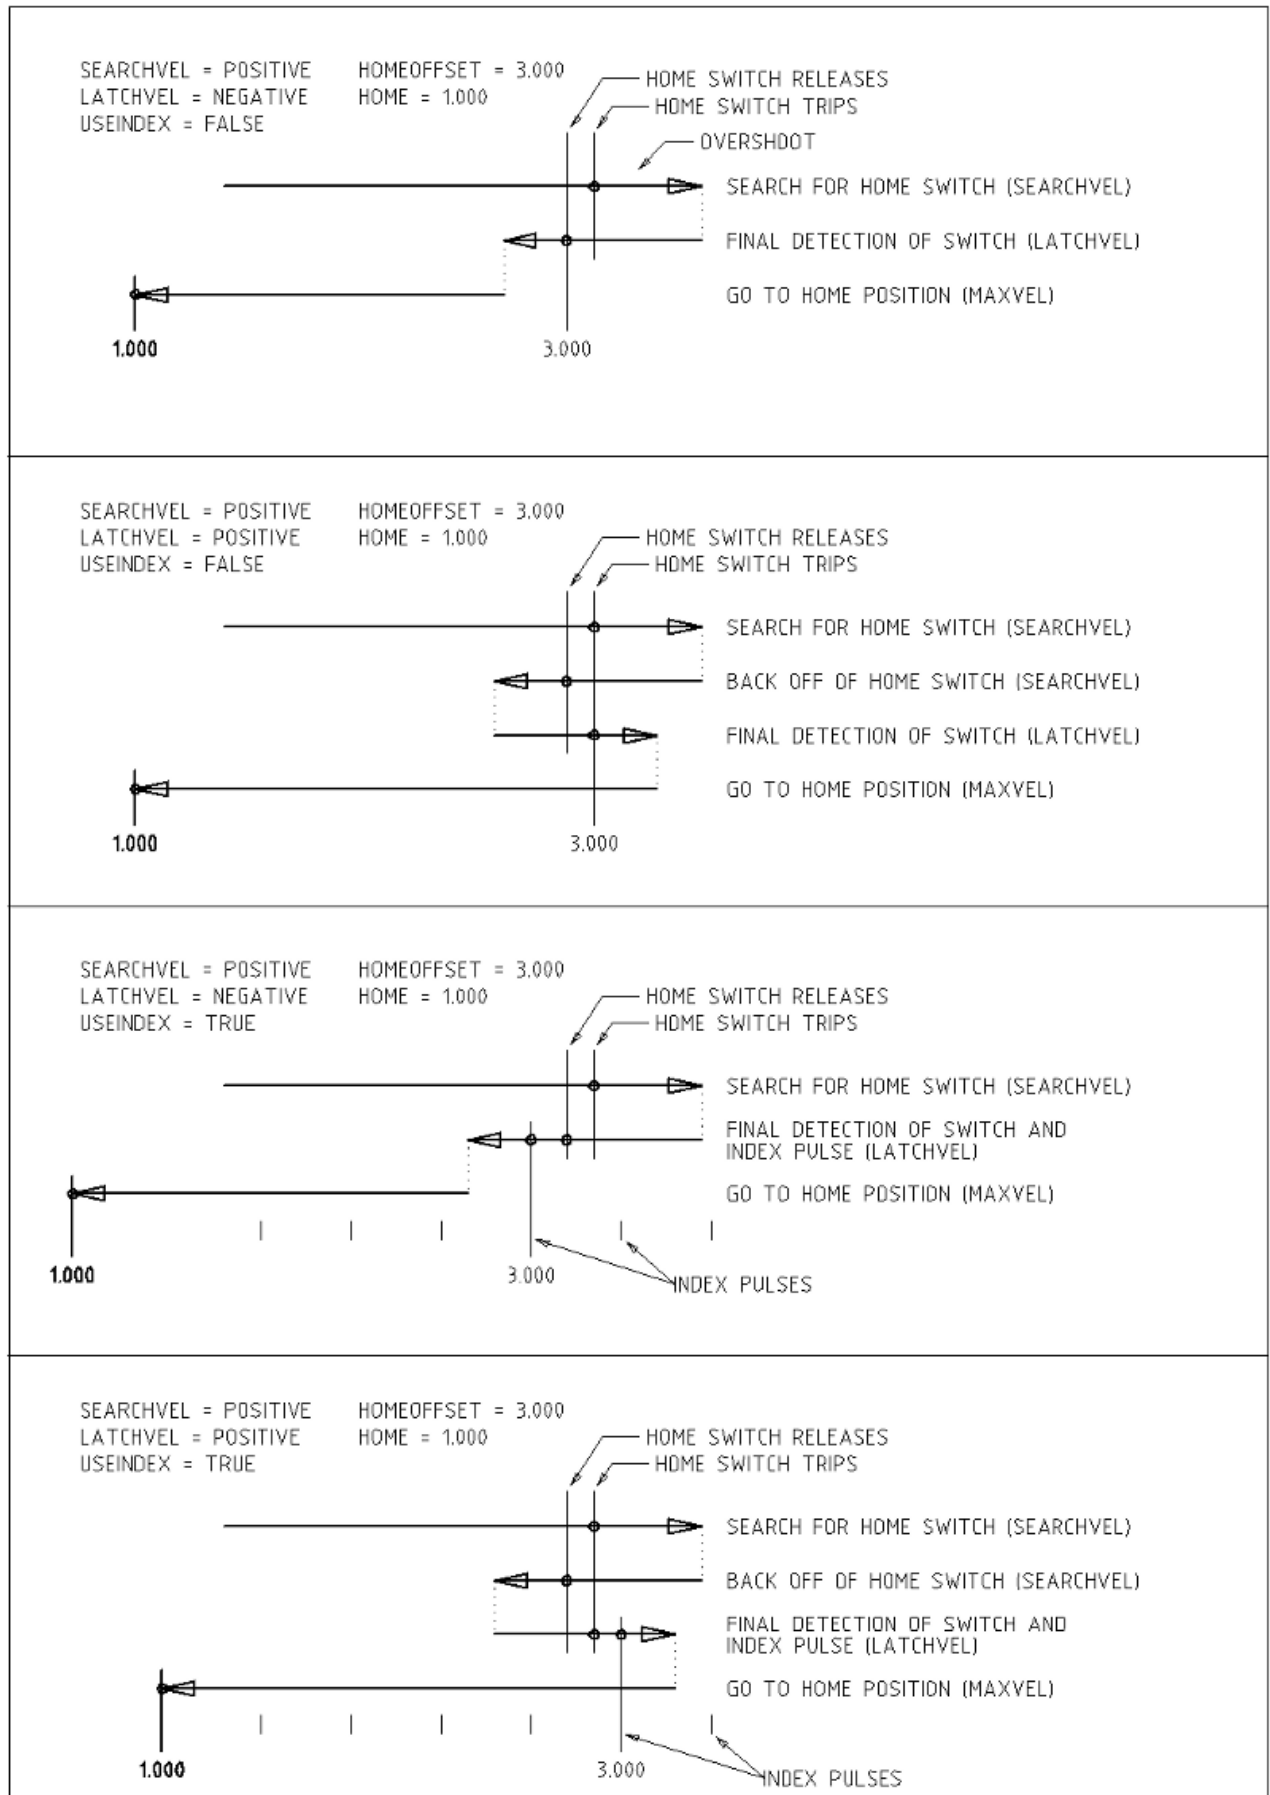 SEARCHVEL = POSITIVE HOMEOFFSET = 3.000
LATCHVEL = NEGATIVE HOME = 1.000
USEINDEX = FALSE
HOME SWITCH RELEASES
HOME SWITCH TRIPS
OVERSHOOT
SEARCH FOR HOME SWITCH (SEARCHVEL)
FINAL DETECTION OF SWITCH (LATCHVEL)
GO TO HOME POSITION (MAXVEL)
1.000 3.000
SEARCHVEL = POSITIVE HOMEOFFSET = 3.000
LATCHVEL = POSITIVE HOME = 1.000
USEINDEX = FALSE
HOME SWITCH RELEASES
HOME SWITCH TRIPS
SEARCH FOR HOME SWITCH (SEARCHVEL)
BACK OFF OF HOME SWITCH (SEARCHVEL)
FINAL DETECTION OF SWITCH (LATCHVEL)
GO TO HOME POSITION (MAXVEL)
1.000 3.000
SEARCHVEL = POSITIVE HOMEOFFSET = 3.000
LATCHVEL = NEGATIVE HOME = 1.000
USEINDEX = TRUE
HOME SWITCH RELEASES
HOME SWITCH TRIPS
SEARCH FOR HOME SWITCH (SEARCHVEL)
FINAL DETECTION OF SWITCH AND
INDEX PULSE (LATCHVEL)
GO TO HOME POSITION (MAXVEL)
1.000 3.000
INDEX PULSES
SEARCHVEL = POSITIVE HOMEOFFSET = 3.000
LATCHVEL = POSITIVE HOME = 1.000
USEINDEX = TRUE
HOME SWITCH RELEASES
HOME SWITCH TRIPS
SEARCH FOR HOME SWITCH (SEARCHVEL)
BACK OFF OF HOME SWITCH (SEARCHVEL)
FINAL DETECTION OF SWITCH AND
INDEX PULSE (LATCHVEL)
GO TO HOME POSITION (MAXVEL)
1.000 3.000
INDEX PULSES